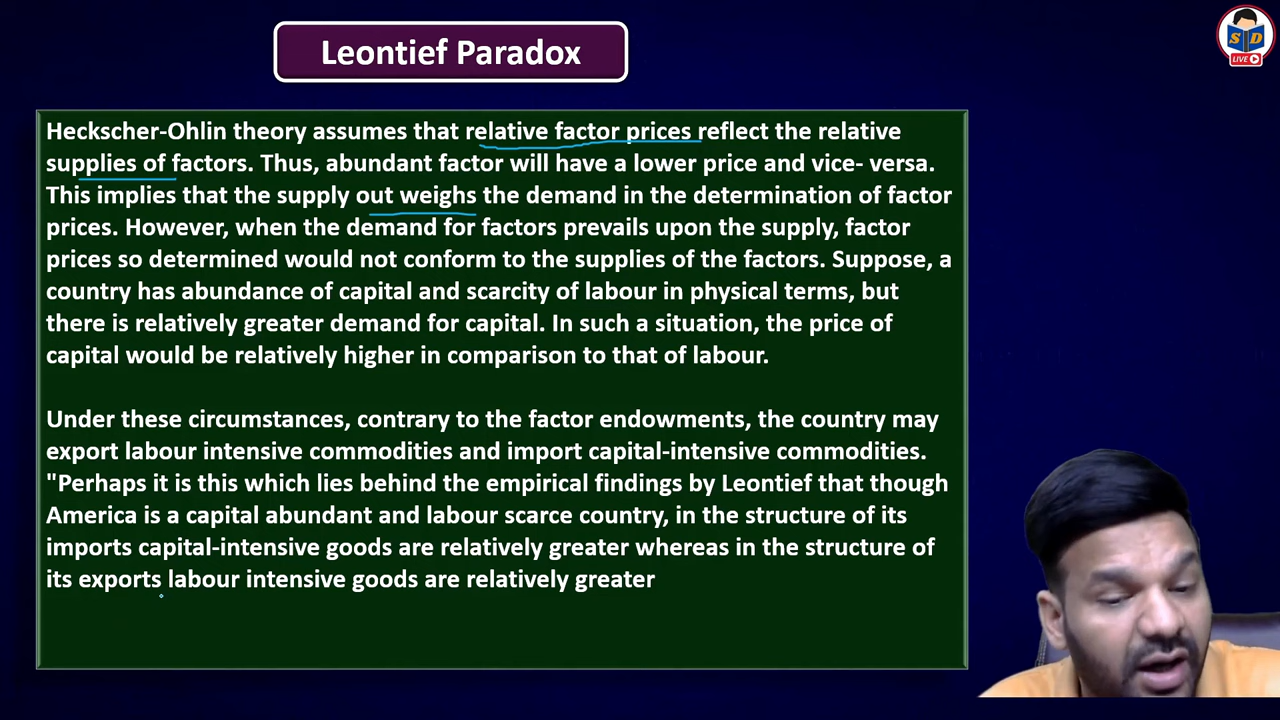 Leontief Paradox
S D
LIVE
Heckscher-Ohlin theory assumes that relative factor prices reflect the relative
supplies of factors. Thus, abundant factor will have a lower price and vice- versa.
This implies that the supply out weighs the demand in the determination of factor
prices. However, when the demand for factors prevails upon the supply, factor
prices so determined would not conform to the supplies of the factors. Suppose, a
country has abundance of capital and scarcity of labour in physical terms, but
there is relatively greater demand for capital. In such a situation, the price of
capital would be relatively higher in comparison to that of labour.
Under these circumstances, contrary to the factor endowments, the country may
export labour intensive commodities and import capital-intensive commodities.
"Perhaps it is this which lies behind the empirical findings by Leontief that though
America is a capital abundant and labour scarce country, in the structure of its
imports capital-intensive goods are relatively greater whereas in the structure of
its exports labour intensive goods are relatively greater